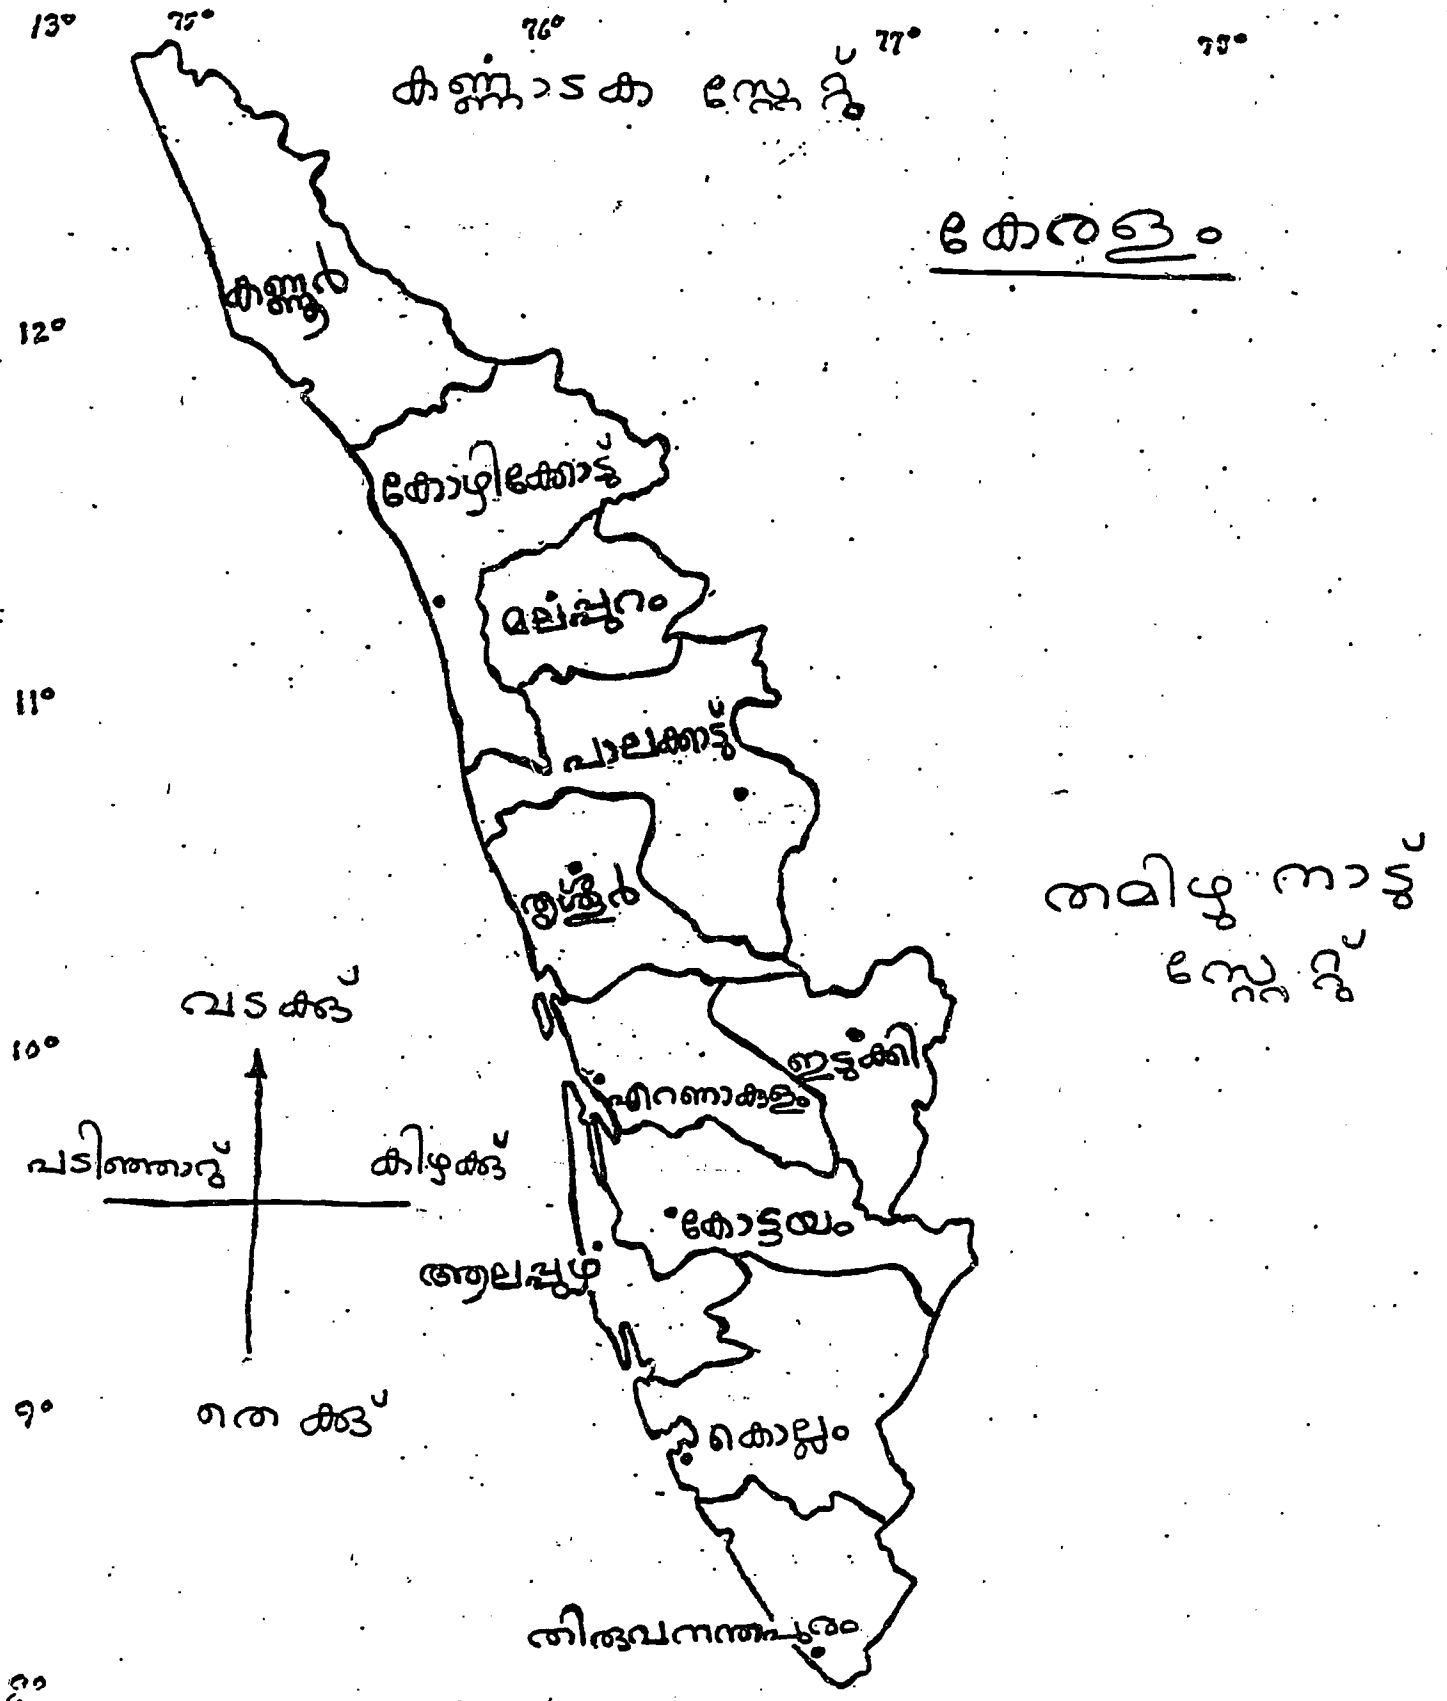 13° 75° 76° 77° 78°
കൎണ്ണാടക സ്റ്റേറ്റു്
കേരളം
കണ്ണൂർ
12°
കോഴിക്കോട്ടു്
മലപ്പുറം
11°
പാലക്കാട്ടു്
തൃശ്ശൂർ
തമിഴു നാട്ടു്
സ്റ്റേറ്റു്
വടക്കു്
10°
ഇടുക്കി
എറണാകുളം
പടിഞ്ഞാറു് കിഴക്കു്
കോട്ടയം
ആലപ്പുഴ
9°
തെക്കു്
കൊല്ലം
തിരുവനന്തപുരം